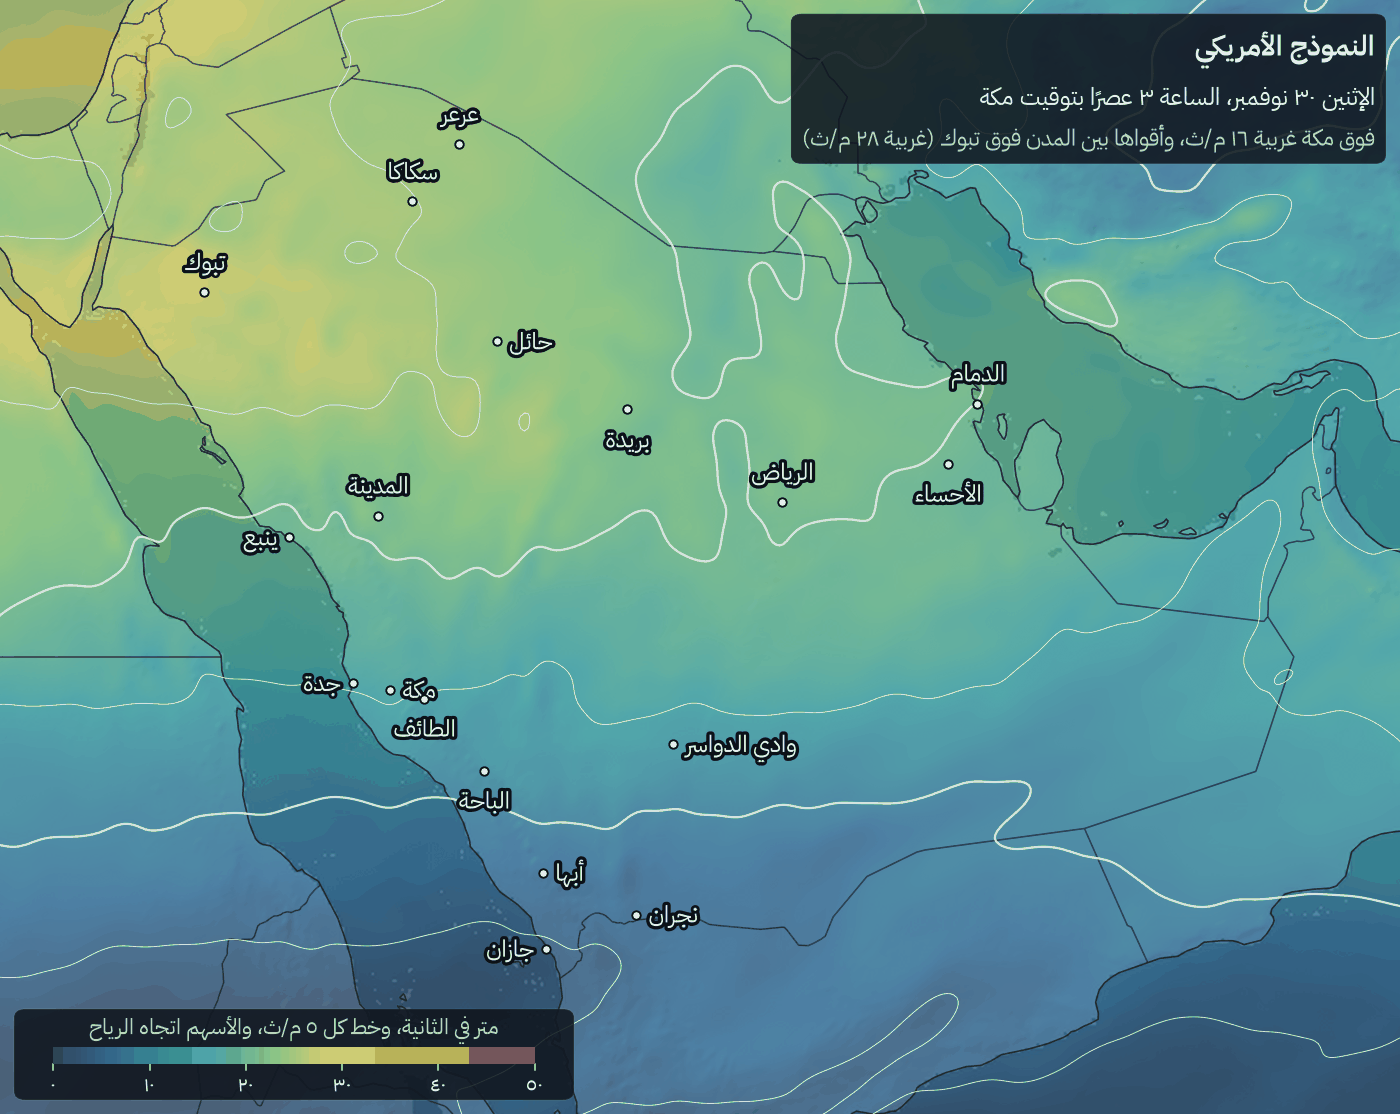 النموذج الأمريكي
الإثنين ٣٠ نوفمبر، الساعة ٣ عصرًا بتوقيت مكة
فوق مكة غربية ١٦ م/ث، وأقواها بين المدن فوق تبوك (غربية ٢٨ م/ث)
عرعر
سكاكا
تبوك
حائل
الدمام
بريدة
الرياض
المدينة
الأحساء
ينبع
جدة
مكة
الطائف
وادي الدواسر
الباحة
أبها
نجران
جازان
متر في الثانية، وخط كل ٥ م/ث، والأسهم اتجاه الرياح
٠ ١٠ ٢٠ ٣٠ ٤٠ ٥٠